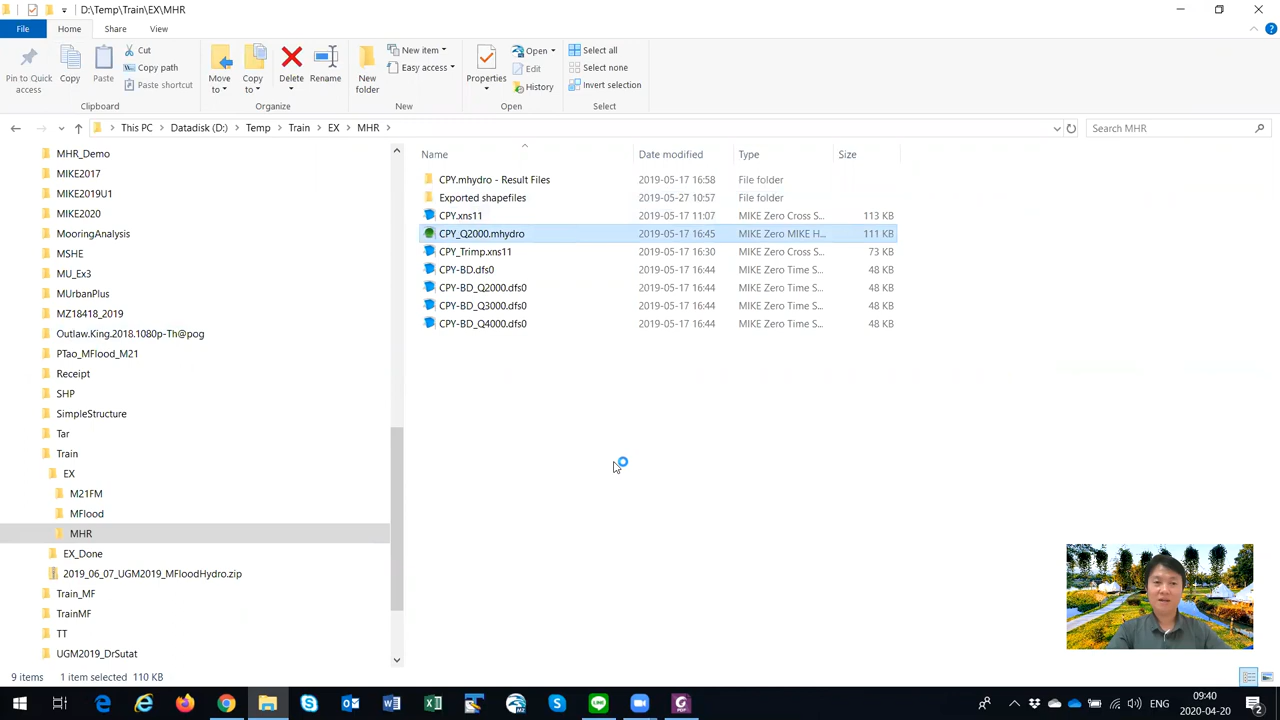 D:\Temp\Train\EX\MHR
File Home Share View
Pin to Quick access
Copy
Paste
Cut
Copy path
Paste shortcut
Clipboard
Move to
Copy to
Delete
Rename
Organize
New folder
New item
Easy access
New
Properties
Open
Edit
History
Open
Select all
Select none
Invert selection
Select
This PC Datadisk (D:) Temp Train EX MHR
Search MHR
Name Date modified Type Size
CPY.mhydro - Result Files 2019-05-17 16:58 File folder
Exported shapefiles 2019-05-27 10:57 File folder
CPY.xns11 2019-05-17 11:07 MIKE Zero Cross S... 113 KB
CPY_Q2000.mhydro 2019-05-17 16:45 MIKE Zero MIKE H... 111 KB
CPY_Trimp.xns11 2019-05-17 16:30 MIKE Zero Cross S... 73 KB
CPY-BD.dfs0 2019-05-17 16:44 MIKE Zero Time S... 48 KB
CPY-BD_Q2000.dfs0 2019-05-17 16:44 MIKE Zero Time S... 48 KB
CPY-BD_Q3000.dfs0 2019-05-17 16:44 MIKE Zero Time S... 48 KB
CPY-BD_Q4000.dfs0 2019-05-17 16:44 MIKE Zero Time S... 48 KB
MHR_Demo
MIKE2017
MIKE2019U1
MIKE2020
MooringAnalysis
MSHE
MU_Ex3
MUrbanPlus
MZ18418_2019
Outlaw.King.2018.1080p-Th@pog
PTao_MFlood_M21
Receipt
SHP
SimpleStructure
Tar
Train
EX
M21FM
MFlood
MHR
EX_Done
2019_06_07_UGM2019_MFloodHydro.zip
Train_MF
TrainMF
TT
UGM2019_DrSutat
9 items 1 item selected 110 KB
ENG
09:40
2020-04-20
2